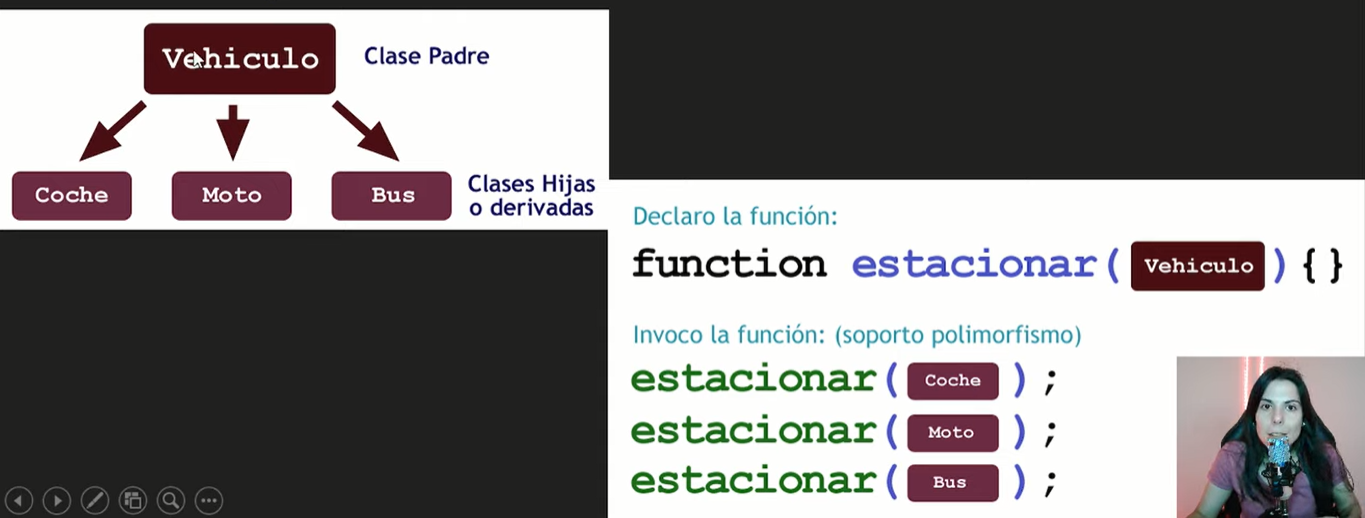 Vehiculo
Clase Padre
Coche
Moto
Bus
Clases Hijas
o derivadas
Declaro la función:
function estacionar( Vehiculo ) { }
Invoco la función: (soporto polimorfismo)
estacionar( Coche ) ;
estacionar( Moto ) ;
estacionar( Bus ) ;